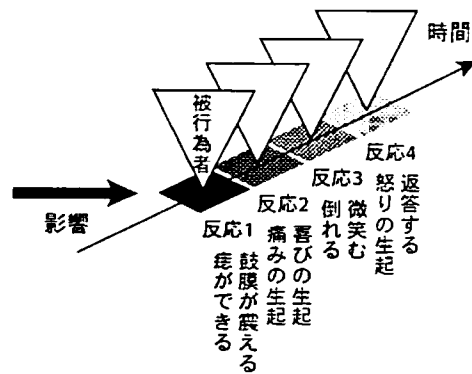 時間
被行為者
影響
反応1
鼓膜が震える
痣ができる
反応2
喜びの生起
痛みの生起
反応3
微笑む
倒れる
反応4
返答する
怒りの生起